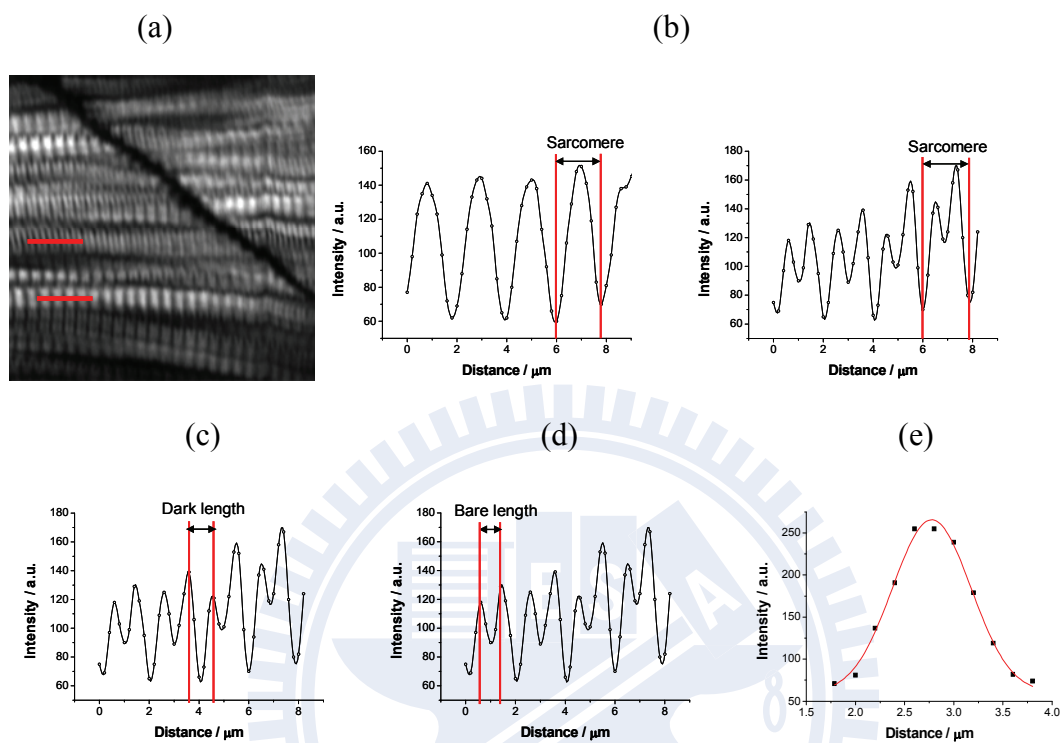 (a)
(b)
Sarcomere
160
140
120
100
80
60
Intensity / a.u.
0 2 4 6 8
Distance / μm
Sarcomere
180
160
140
120
100
80
60
Intensity / a.u.
0 2 4 6 8
Distance / μm
(c)
(d)
(e)
Dark length
180
160
140
120
100
80
60
Intensity / a.u.
0 2 4 6 8
Distance / μm
Bare length
180
160
140
120
100
80
60
Intensity / a.u.
0 2 4 6 8
Distance / μm
250
200
150
100
50
Intensity / a.u.
1.5 2.0 2.5 3.0 3.5 4.0
Distance / μm